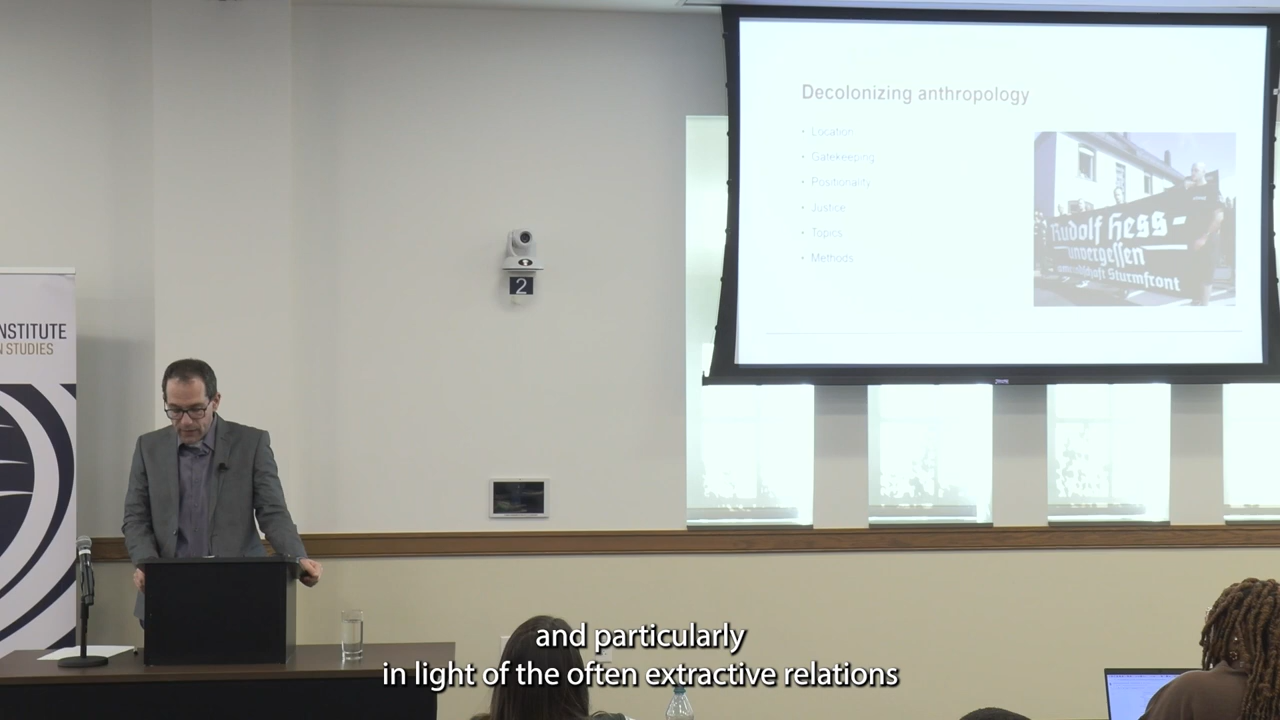 Decolonizing anthropology
• Location
• Gatekeeping
• Positionality
• Justice
• Topics
• Methods
Rudolf Hess -
unvergessen
Sturmfront
2
NSTITUTE
N STUDIES
and particularly
in light of the often extractive relations